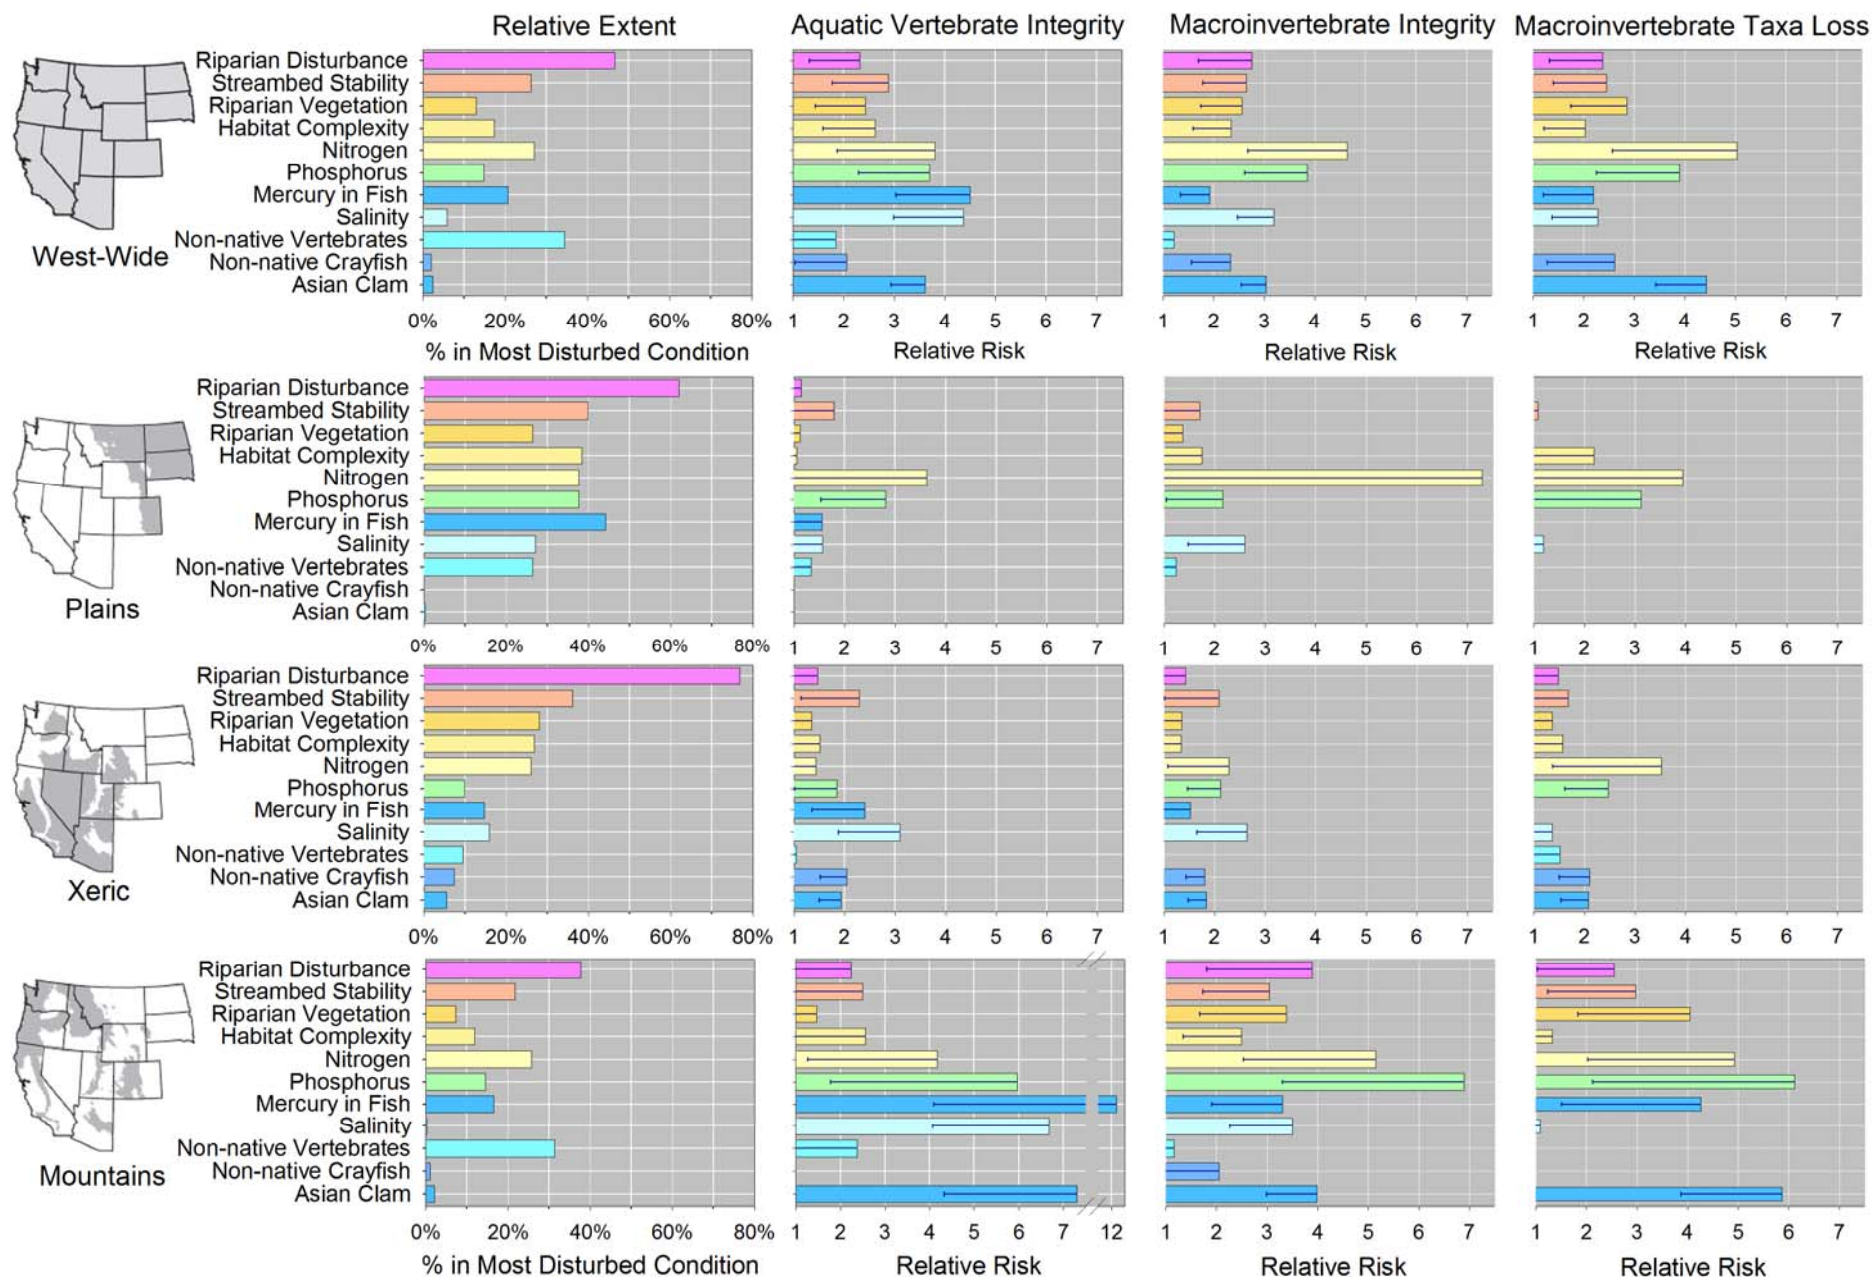 Relative Extent Aquatic Vertebrate Integrity Macroinvertebrate Integrity Macroinvertebrate Taxa Loss
Riparian Disturbance
Streambed Stability
Riparian Vegetation
Habitat Complexity
Nitrogen
Phosphorus
Mercury in Fish
Salinity
Non-native Vertebrates
Non-native Crayfish
Asian Clam
West-Wide
0% 20% 40% 60% 80% 1 2 3 4 5 6 7 1 2 3 4 5 6 7 1 2 3 4 5 6 7
% in Most Disturbed Condition Relative Risk Relative Risk Relative Risk
Riparian Disturbance
Streambed Stability
Riparian Vegetation
Habitat Complexity
Nitrogen
Phosphorus
Mercury in Fish
Salinity
Non-native Vertebrates
Non-native Crayfish
Asian Clam
Plains
0% 20% 40% 60% 80% 1 2 3 4 5 6 7 1 2 3 4 5 6 7 1 2 3 4 5 6 7
Riparian Disturbance
Streambed Stability
Riparian Vegetation
Habitat Complexity
Nitrogen
Phosphorus
Mercury in Fish
Salinity
Non-native Vertebrates
Non-native Crayfish
Asian Clam
Xeric
0% 20% 40% 60% 80% 1 2 3 4 5 6 7 1 2 3 4 5 6 7 1 2 3 4 5 6 7
Riparian Disturbance
Streambed Stability
Riparian Vegetation
Habitat Complexity
Nitrogen
Phosphorus
Mercury in Fish
Salinity
Non-native Vertebrates
Non-native Crayfish
Asian Clam
Mountains
0% 20% 40% 60% 80% 1 2 3 4 5 6 7 12 1 2 3 4 5 6 7 1 2 3 4 5 6 7
% in Most Disturbed Condition Relative Risk Relative Risk Relative Risk